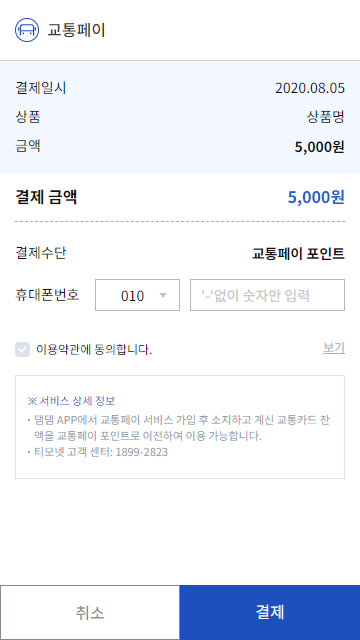 교통페이
결제일시 2020.08.05
상품 상품명
금액 5,000원
결제 금액 5,000원
결제수단 교통페이 포인트
휴대폰번호 010 '-'없이 숫자만 입력
이용약관에 동의합니다. 보기
※ 서비스 상세 정보
· 댐댐 APP에서 교통페이 서비스 가입 후 소지하고 계신 교통카드 잔
액을 교통페이 포인트로 이전하여 이용 가능합니다.
· 티모넷 고객 센터: 1899-2823
취소 결제